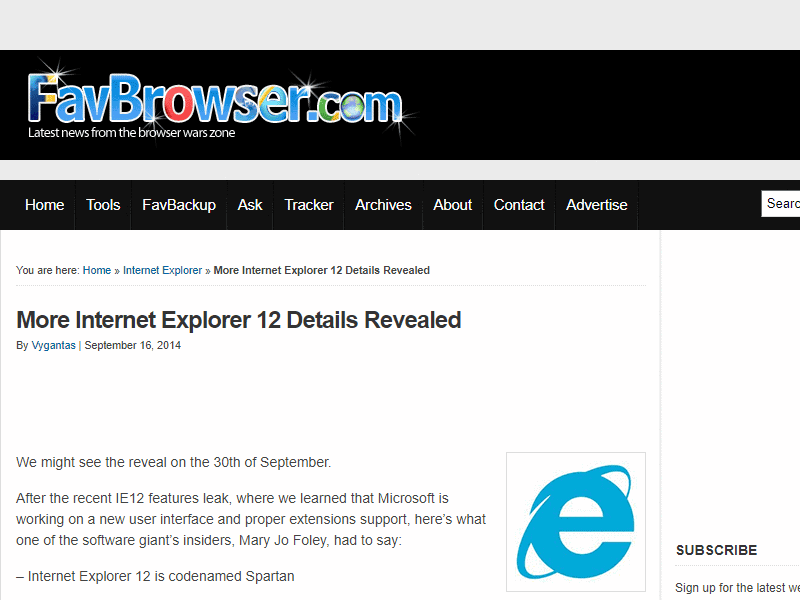 FavBrowser.com
Latest news from the browser wars zone
Home Tools FavBackup Ask Tracker Archives About Contact Advertise
You are here: Home » Internet Explorer » More Internet Explorer 12 Details Revealed
More Internet Explorer 12 Details Revealed
By Vygantas | September 16, 2014
We might see the reveal on the 30th of September.
After the recent IE12 features leak, where we learned that Microsoft is
working on a new user interface and proper extensions support, here’s what
one of the software giant’s insiders, Mary Jo Foley, had to say:
– Internet Explorer 12 is codenamed Spartan
SUBSCRIBE
Sign up for the latest